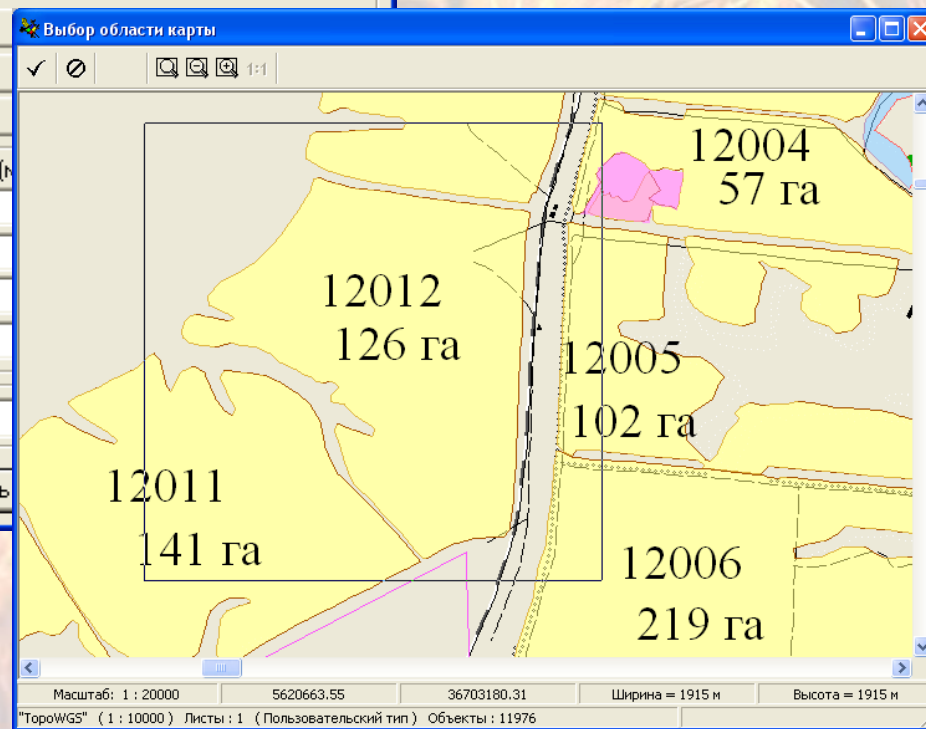 Выбор области карты
1:1
12004
57 га
12012
126 га
12005
102 га
12011
141 га
12006
219 га
Масштаб: 1 : 20000 5620663.55 36703180.31 Ширина = 1915 м Высота = 1915 м
"TopoWGS" ( 1 : 10000 ) Листы : 1 ( Пользовательский тип ) Объекты : 11976